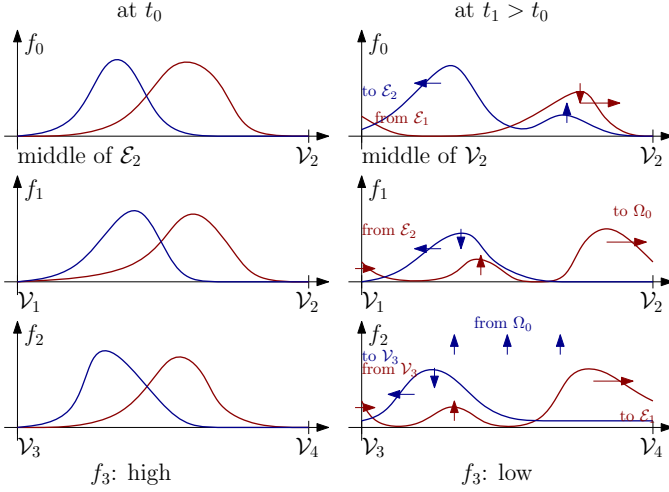 at t₀
at t₁ > t₀
f₀
f₀
to ℰ₂
from ℰ₁
middle of ℰ₂
𝒱₂
middle of 𝒱₂
𝒱₂
f₁
f₁
from ℰ₂
to Ω₀
𝒱₁
𝒱₂
𝒱₁
𝒱₂
f₂
f₂
from Ω₀
to 𝒱₃
from 𝒱₃
to ℰ₁
𝒱₃
𝒱₄
𝒱₃
𝒱₄
f₃: high
f₃: low